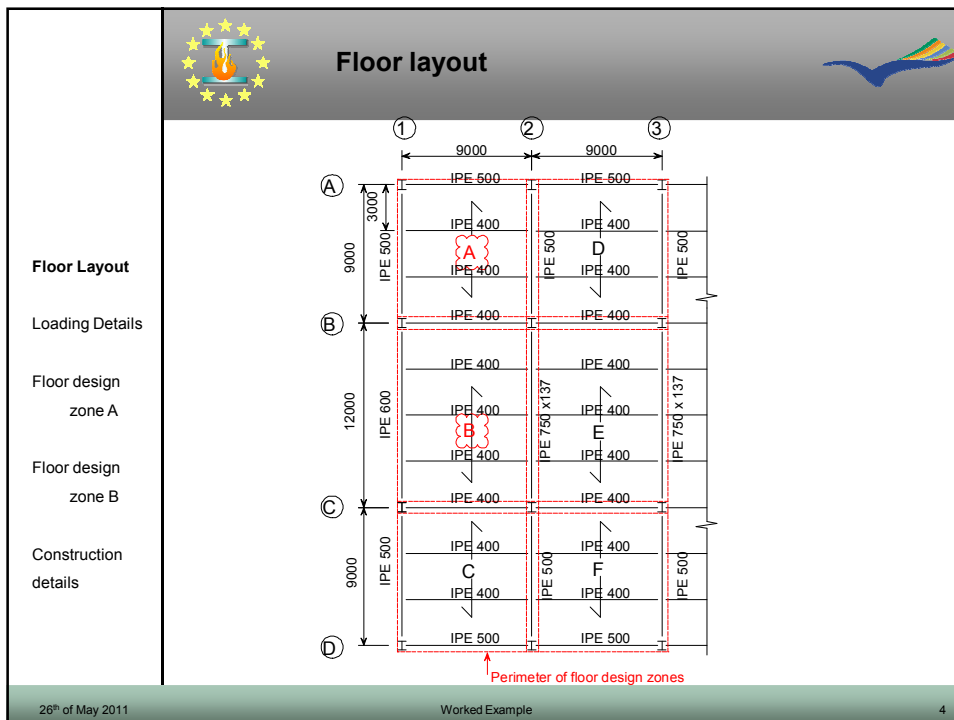 Floor layout
Floor Layout
Loading Details
Floor design
zone A
Floor design
zone B
Construction
details
1 2 3
9000 9000
A IPE 500 IPE 500
3000
9000
IPE 500
IPE 400 IPE 400
A IPE 500 D IPE 500
IPE 400 IPE 400
B IPE 400 IPE 400
IPE 400 IPE 400
12000
IPE 600
IPE 400 IPE 400
B IPE 750 x137 E IPE 750 x 137
IPE 400 IPE 400
C IPE 400 IPE 400
9000
IPE 500
IPE 400 IPE 400
C IPE 500 F IPE 500
IPE 400 IPE 400
D IPE 500 IPE 500
Perimeter of floor design zones
26th of May 2011 Worked Example 4